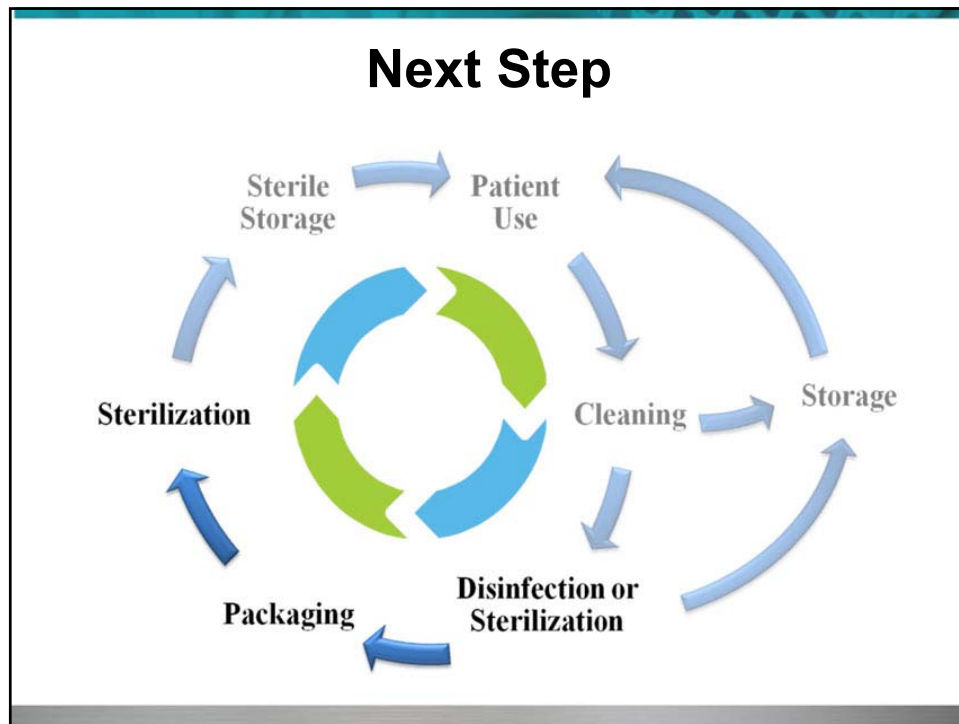 Next Step
Sterile
Storage
Patient
Use
Sterilization
Cleaning
Storage
Packaging
Disinfection or
Sterilization